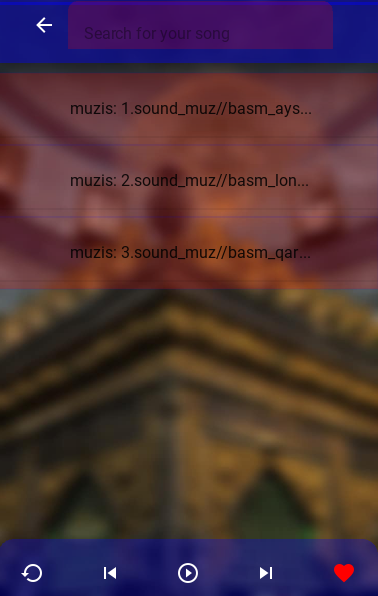 Search for your song
muzis: 1.sound_muz//basm_ays...
muzis: 2.sound_muz//basm_lon...
muzis: 3.sound_muz//basm_qar...